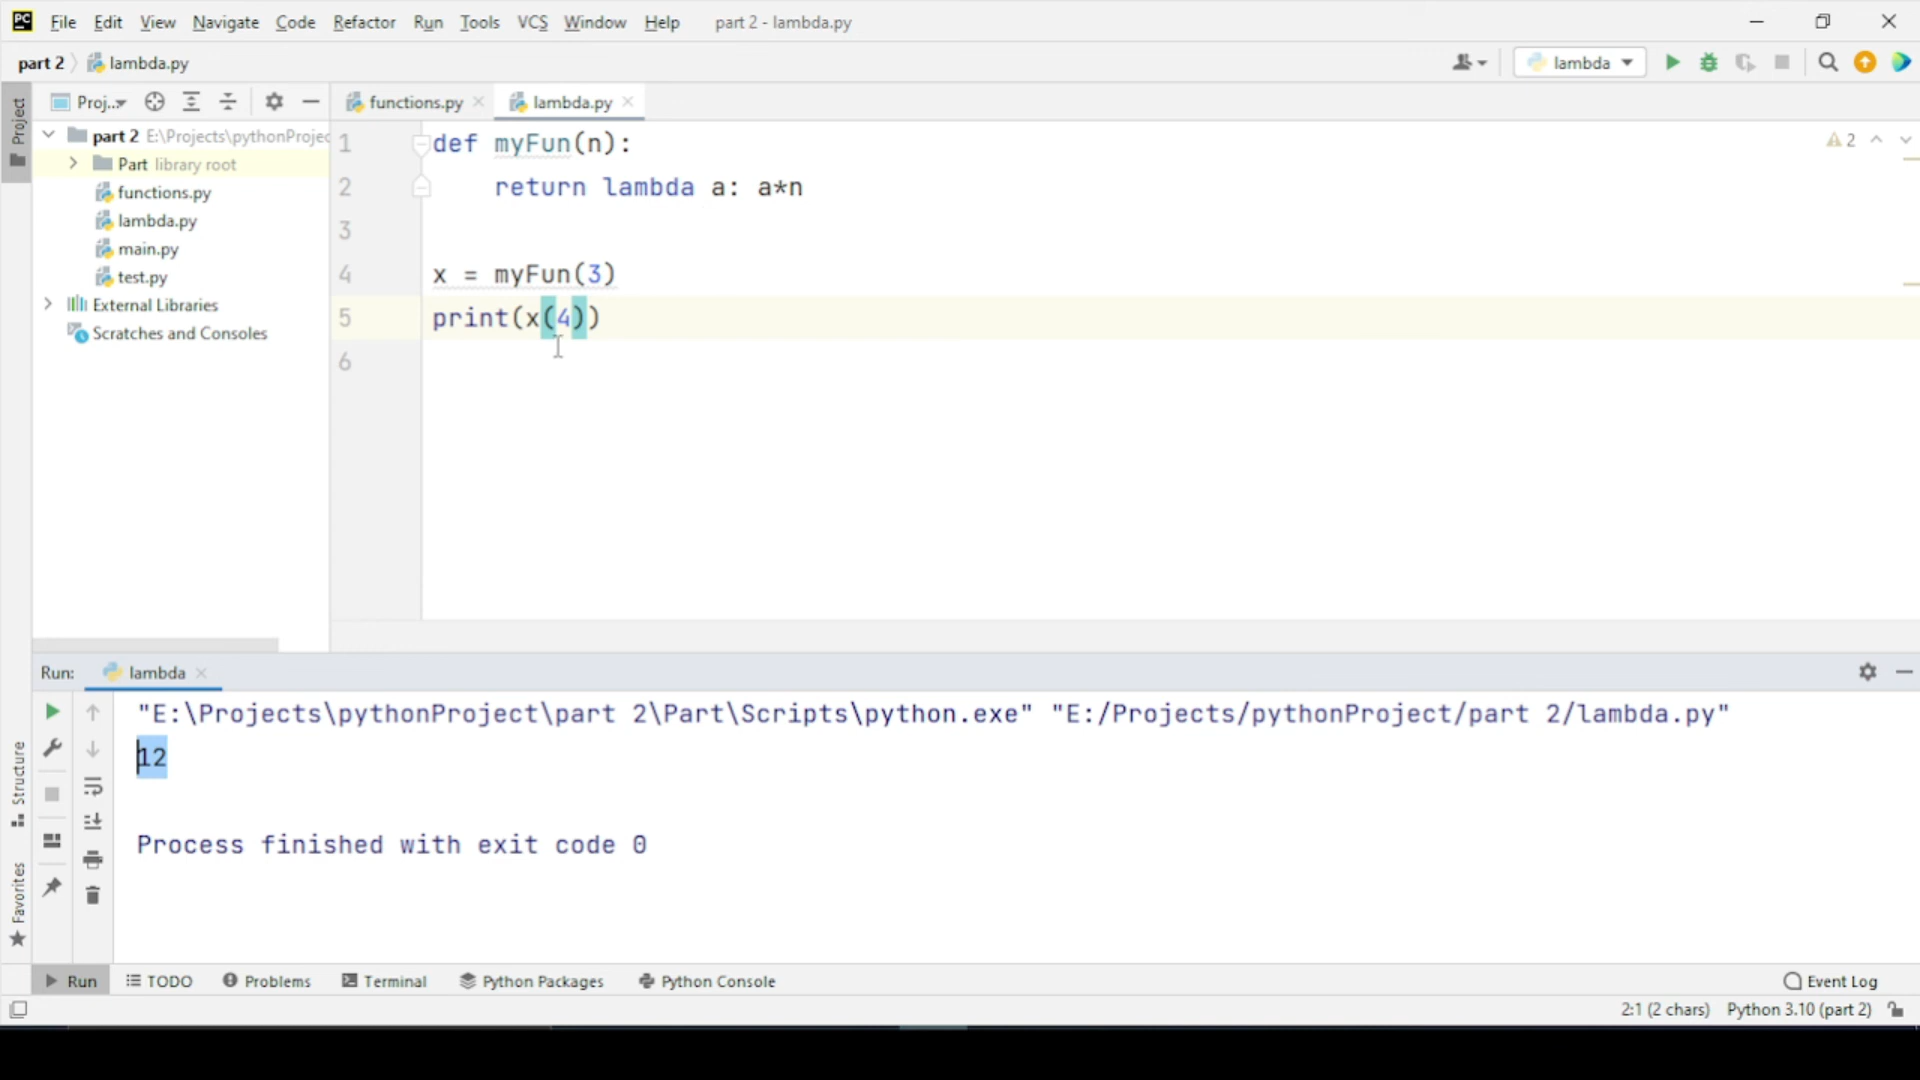 PC File Edit View Navigate Code Refactor Run Tools VCS Window Help part 2 - lambda.py
part 2 lambda.py lambda
Project
Proj... functions.py lambda.py
part 2 E:\Projects\pythonProjec
Part library root
functions.py
lambda.py
main.py
test.py
External Libraries
Scratches and Consoles
1 def myFun(n):
2 return lambda a: a*n
3
4 x = myFun(3)
5 print(x(4))
6
2
Run: lambda
"E:\Projects\pythonProject\part 2\Part\Scripts\python.exe" "E:/Projects/pythonProject/part 2/lambda.py"
12
Process finished with exit code 0
Structure
Favorites
Run TODO Problems Terminal Python Packages Python Console Event Log
2:1 (2 chars) Python 3.10 (part 2)